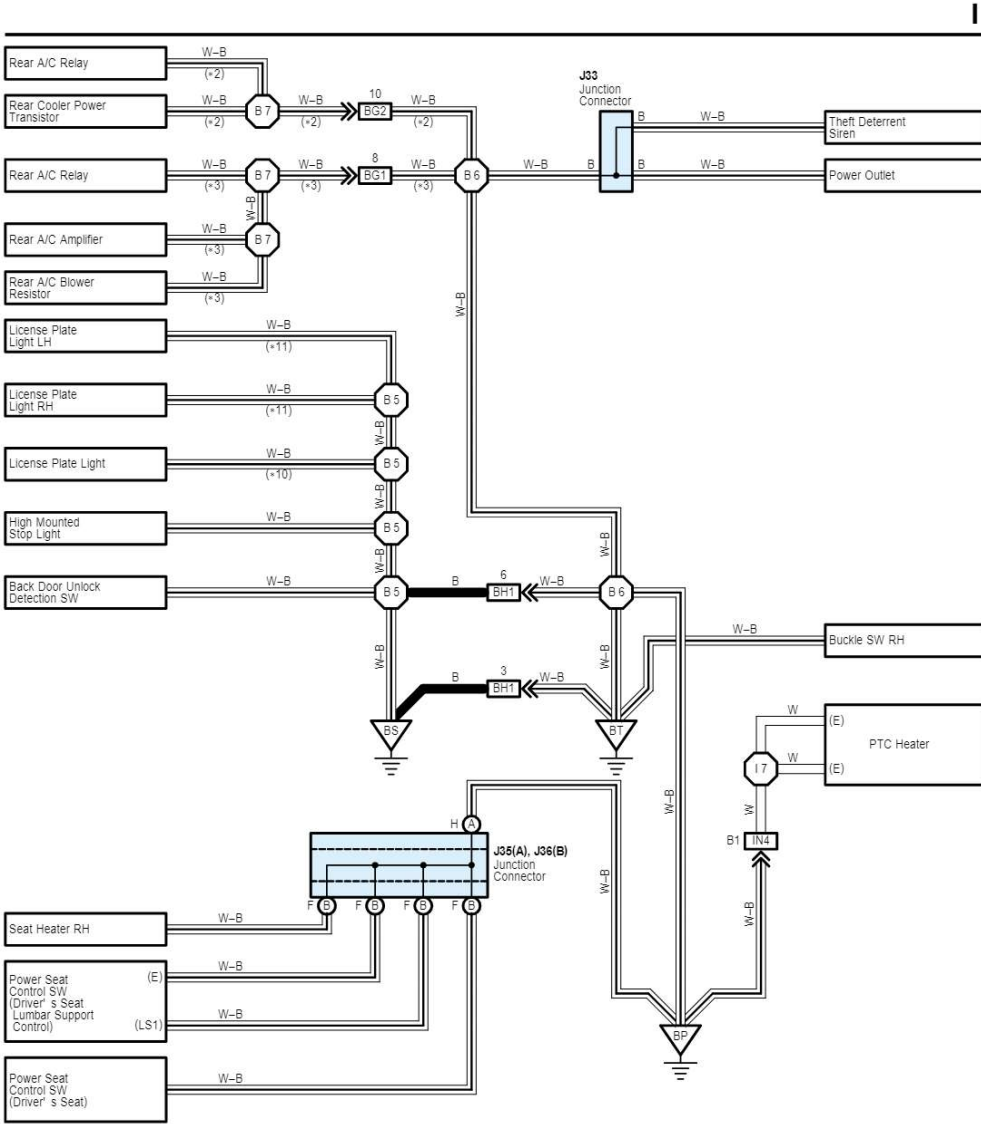 I
Rear A/C Relay
W–B
(*2)
Rear Cooler Power
Transistor
W–B
(*2)
B 7
W–B
(*2)
10
BG2
W–B
(*2)
J33
Junction
Connector
B
W–B
Theft Deterrent
Siren
Rear A/C Relay
W–B
(*3)
B 7
W–B
(*3)
8
BG1
W–B
(*3)
B 6
W–B
B
B
W–B
Power Outlet
W–B
Rear A/C Amplifier
W–B
(*3)
B 7
Rear A/C Blower
Resistor
W–B
(*3)
W–B
License Plate
Light LH
W–B
(*11)
License Plate
Light RH
W–B
(*11)
B 5
W–B
License Plate Light
W–B
(*10)
B 5
W–B
High Mounted
Stop Light
W–B
B 5
W–B
W–B
Back Door Unlock
Detection SW
W–B
B 5
B
6
BH1
W–B
B 6
W–B
W–B
W–B
Buckle SW RH
B
3
BH1
W–B
BS
BT
W
(E)
PTC Heater
I 7
W
(E)
W
W–B
B1
IN4
H
A
J35(A), J36(B)
Junction
Connector
W–B
W–B
F
B
F
B
F
B
F
B
Seat Heater RH
W–B
Power Seat
Control SW
(Driver' s Seat
Lumbar Support
Control)
(E)
W–B
(LS1)
W–B
BP
Power Seat
Control SW
(Driver' s Seat)
W–B